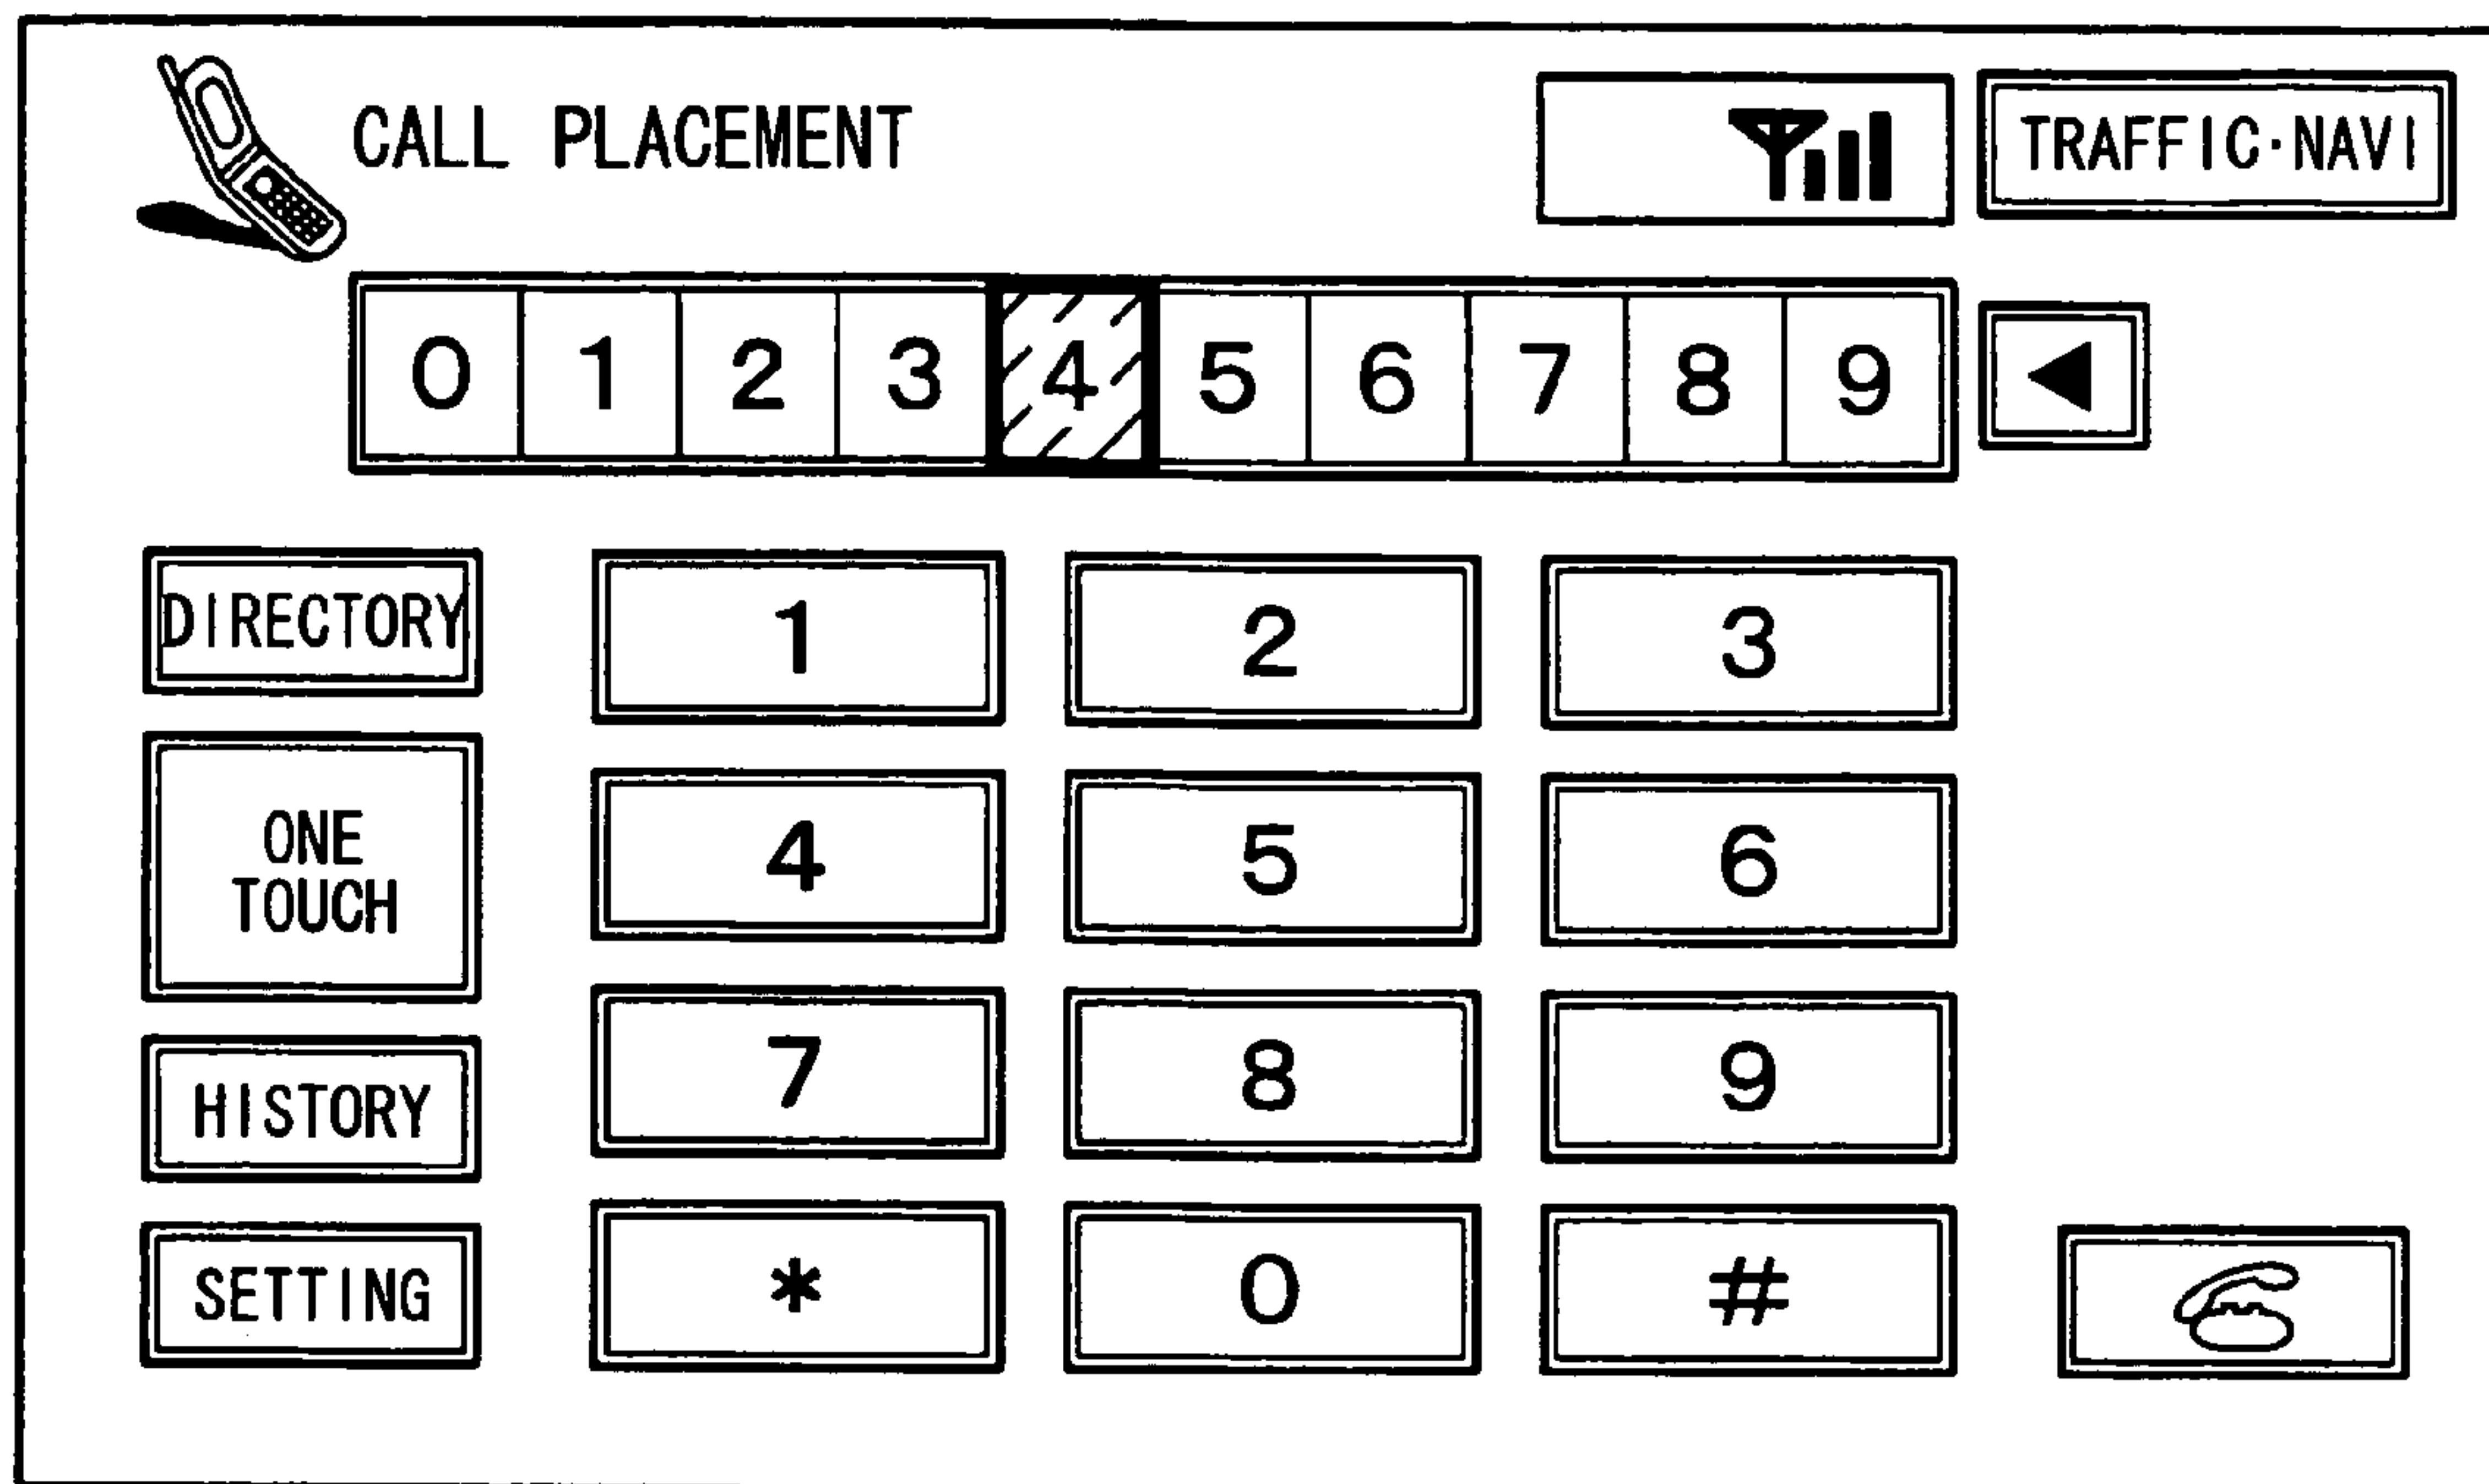 CALL PLACEMENT
TRAFFIC·NAVI
0 1 2 3 4 5 6 7 8 9
DIRECTORY
1 2 3
ONE
TOUCH
4 5 6
HISTORY
7 8 9
SETTING
* 0 #